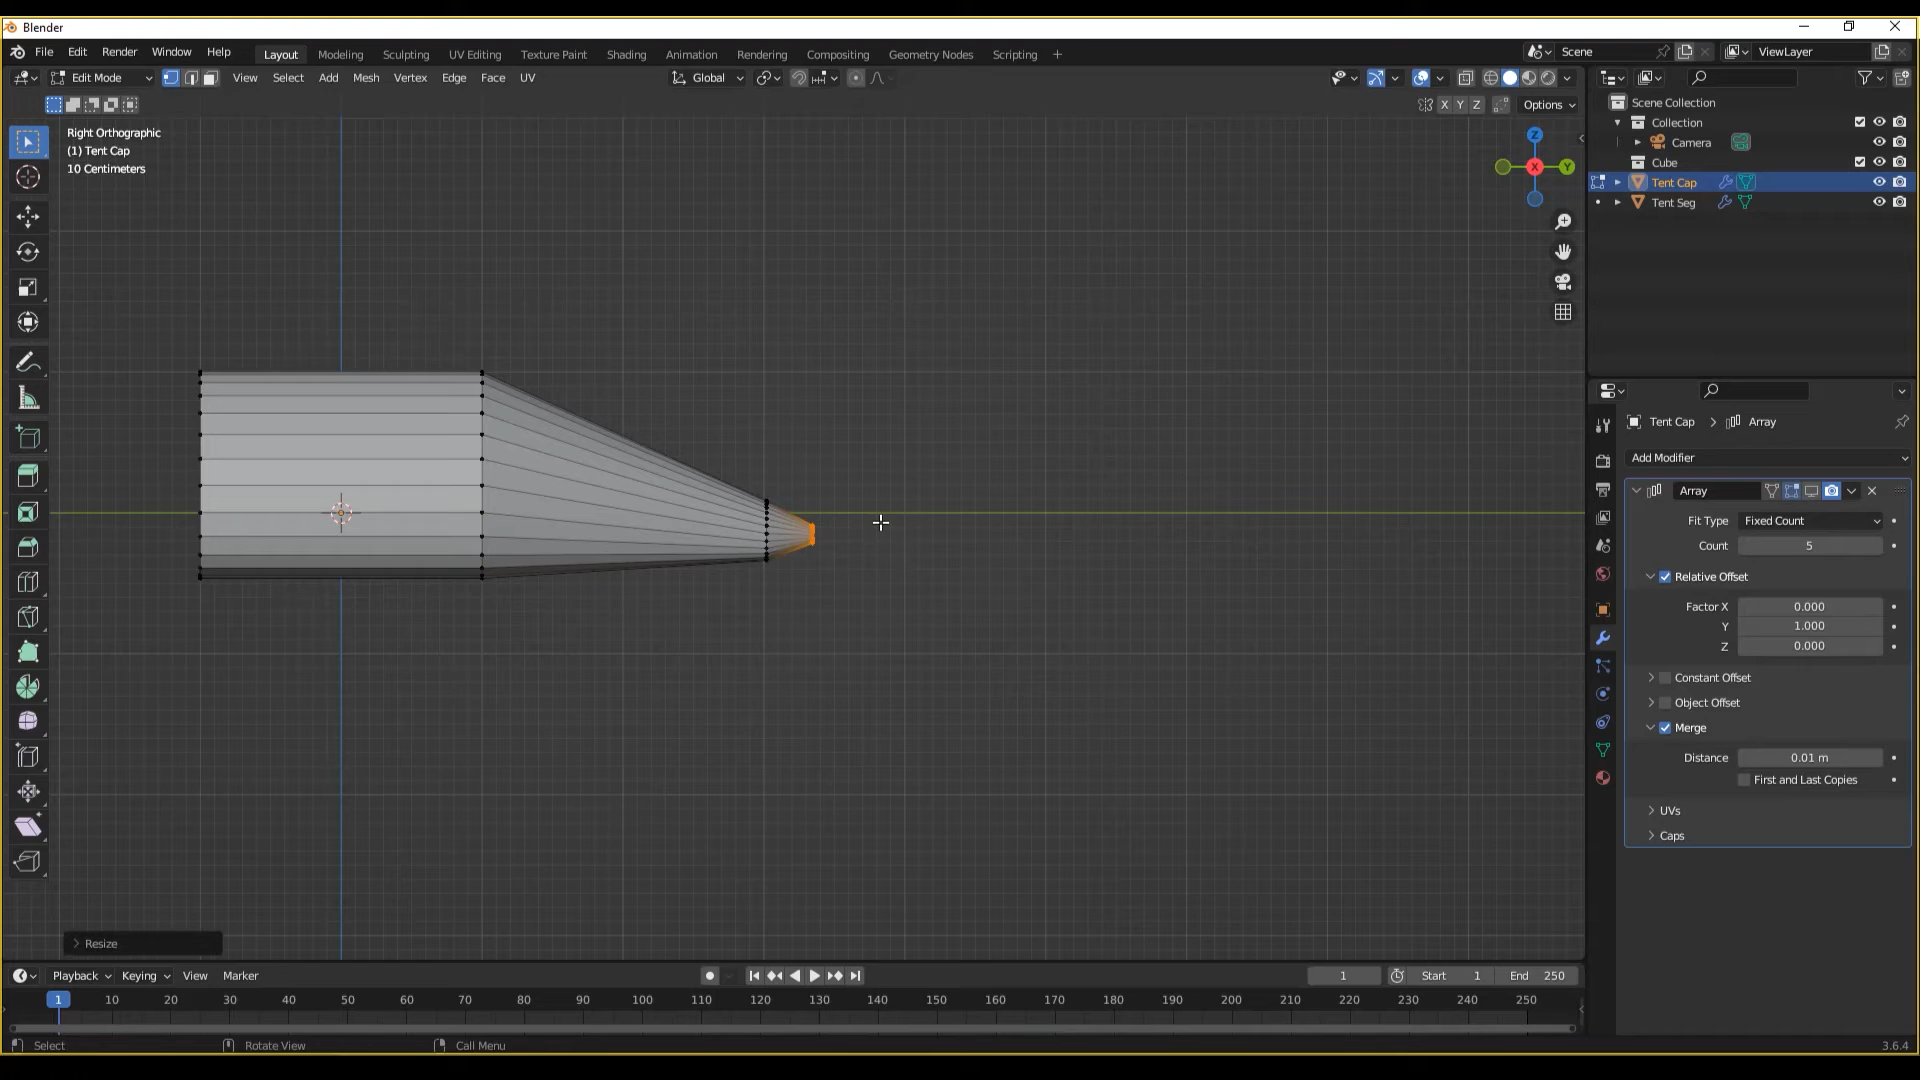 Blender
File Edit Render Window Help
Layout Modeling Sculpting UV Editing Texture Paint Shading Animation Rendering Compositing Geometry Nodes Scripting +
Scene
ViewLayer
Edit Mode
View Select Add Mesh Vertex Edge Face UV
Global
X Y Z
Options
Right Orthographic
(1) Tent Cap
10 Centimeters
Z
X
Y
Scene Collection
Collection
Camera
Cube
Tent Cap
Tent Seg
Tent Cap > Array
Add Modifier
Array
Fit Type Fixed Count
Count 5
Relative Offset
Factor X 0.000
Y 1.000
Z 0.000
Constant Offset
Object Offset
Merge
Distance 0.01 m
First and Last Copies
UVs
Caps
Resize
Playback Keying View Marker
1
Start 1
End 250
1 10 20 30 40 50 60 70 80 90 100 110 120 130 140 150 160 170 180 190 200 210 220 230 240 250
Select
Rotate View
Call Menu
3.6.4